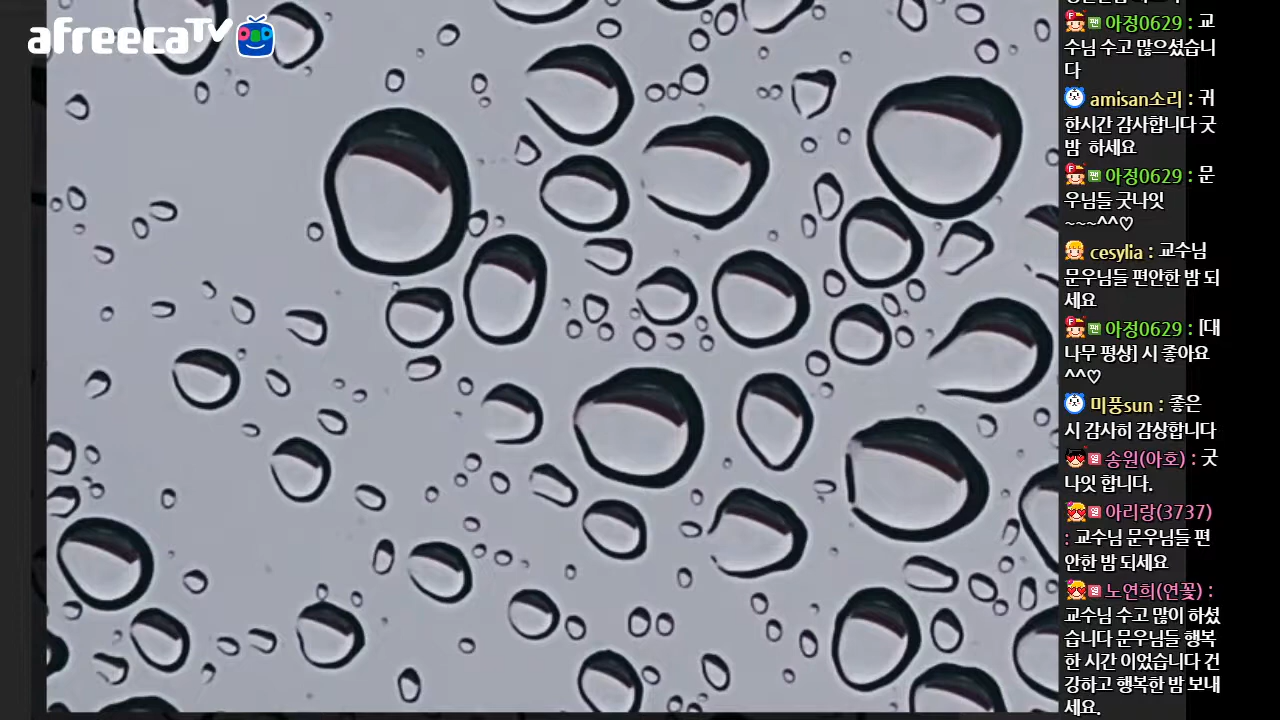 afreecaTV
아정0629 : 교
수님 수고 많으셨습니
다
amisan소리 : 귀
한시간 감사합니다 굿
밤 하세요
아정0629 : 문
우님들 굿나잇
~~~^^♡
cesylia : 교수님
문우님들 편안한 밤 되
세요
아정0629 : [대
나무 평상] 시 좋아요
^^♡
미풍sun : 좋은
시 감사히 감상합니다
송원(아호) : 굿
나잇 합니다.
아리랑(3737)
: 교수님 문우님들 편
안한 밤 되세요
노연희(연꽃) :
교수님 수고 많이 하셨
습니다 문우님들 행복
한 시간 이었습니다 건
강하고 행복한 밤 보내
세요.